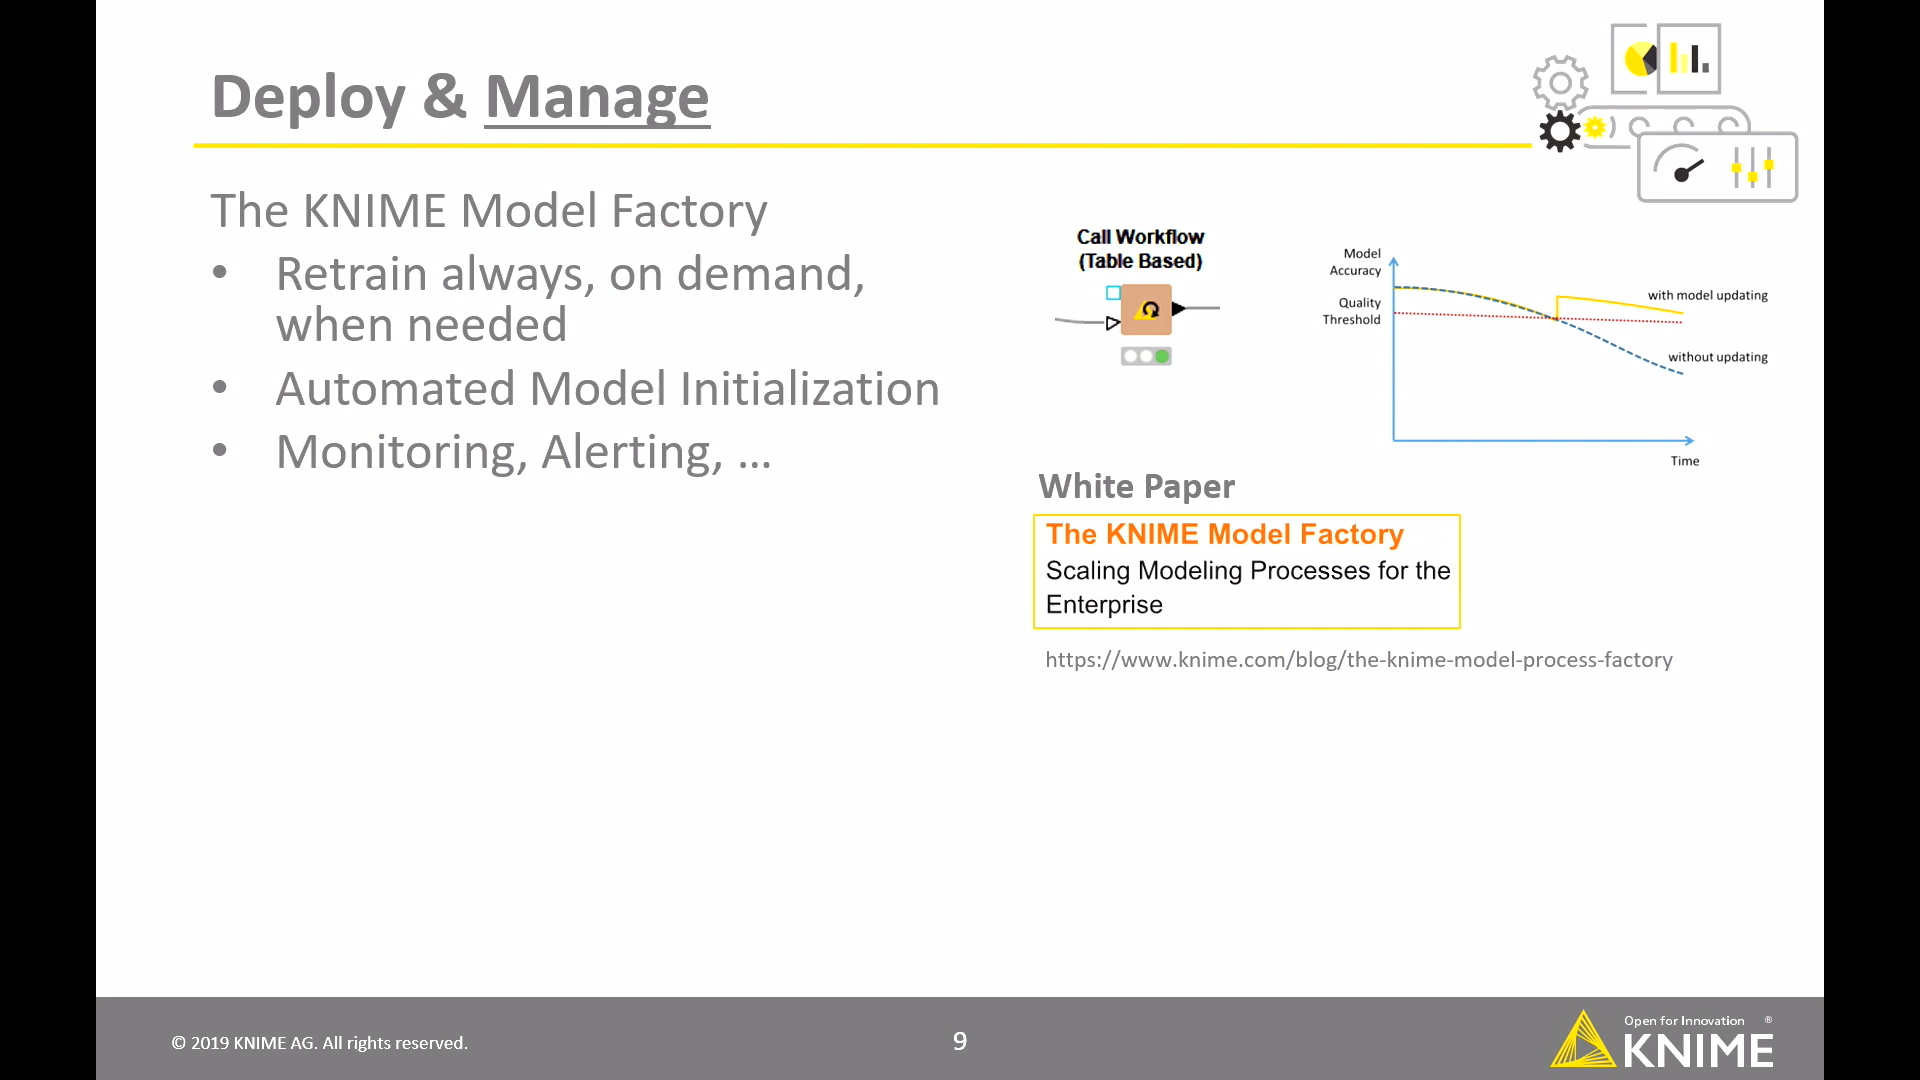 Deploy & Manage
The KNIME Model Factory
• Retrain always, on demand,
when needed
• Automated Model Initialization
• Monitoring, Alerting, …
Call Workflow
(Table Based)
Model
Accuracy
Quality
Threshold
with model updating
without updating
Time
White Paper
The KNIME Model Factory
Scaling Modeling Processes for the
Enterprise
https://www.knime.com/blog/the-knime-model-process-factory
© 2019 KNIME AG. All rights reserved.
9
Open for Innovation ®
KNIME